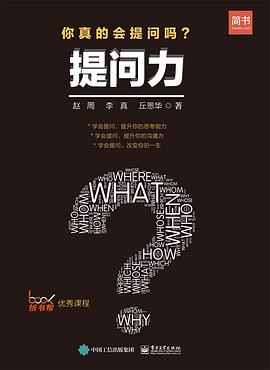 简书
你真的会提问吗？
提问力
赵周 李真 丘恩华 著
*学会提问，提升你的思考能力
*学会提问，提升你的沟通力
*学会提问，改变你的一生
WHOM
WHERE
WHAT
WHEN
HOW
WHO
WHICH
WHY
book
拆书帮
优秀课程
中国工信出版集团
电子工业出版社